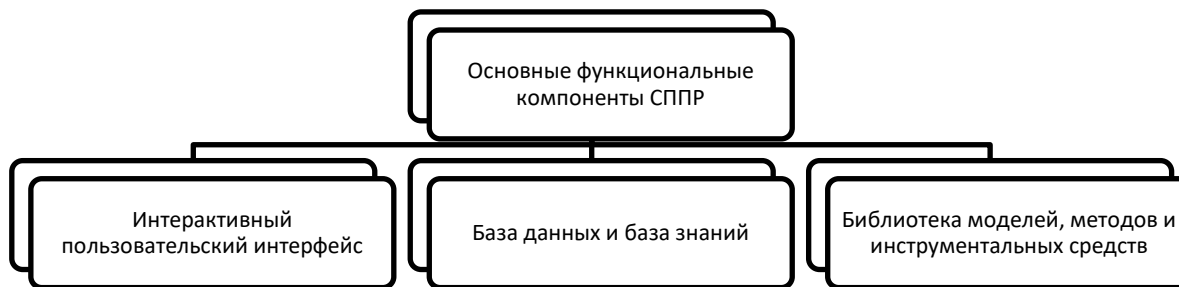 Основные функциональные
компоненты СППР
Интерактивный
пользовательский интерфейс
База данных и база знаний
Библиотека моделей, методов и
инструментальных средств